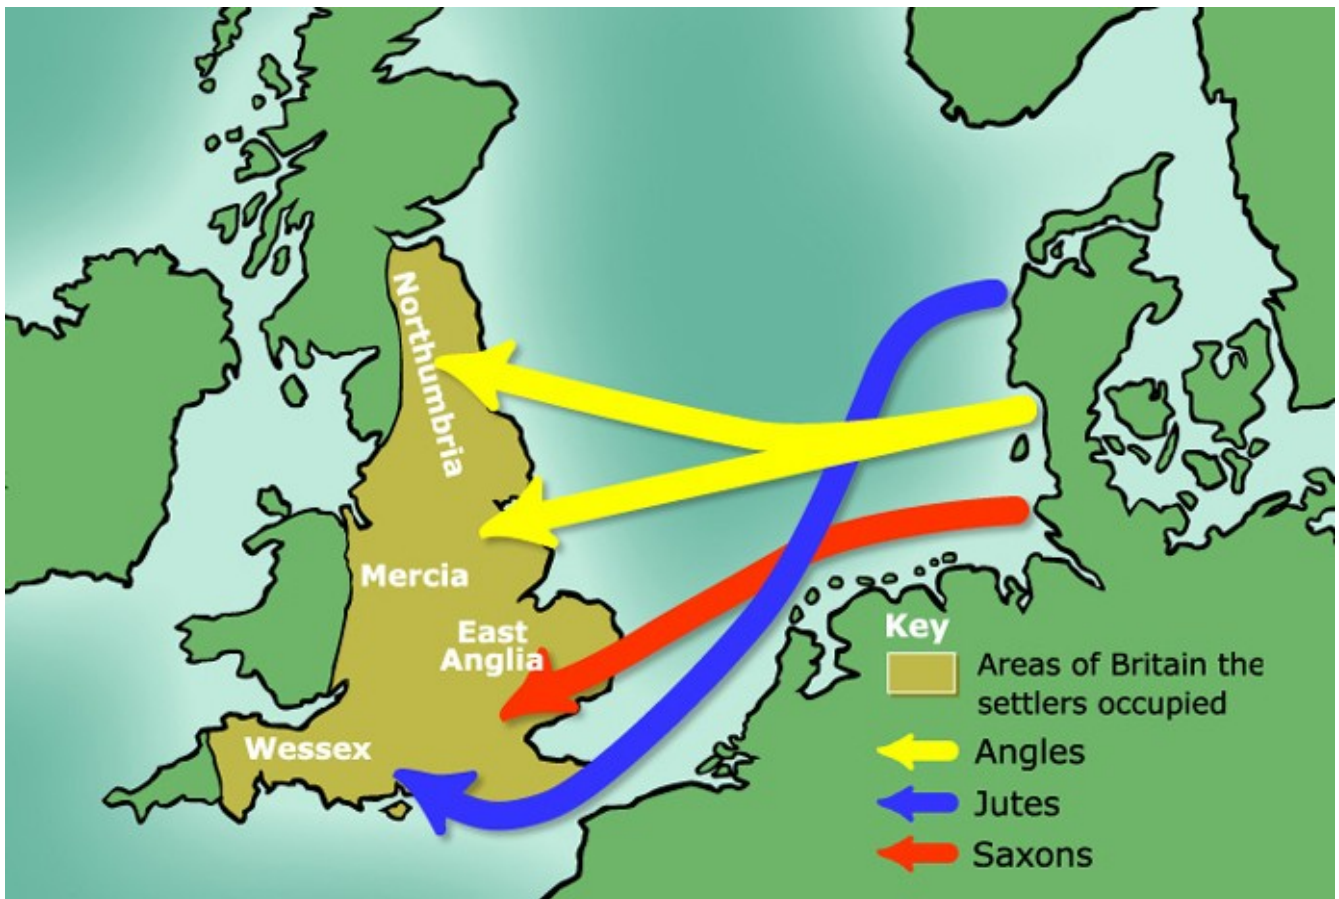 Northumbria
Mercia
East
Anglia
Wessex
Key
Areas of Britain the
settlers occupied
Angles
Jutes
Saxons